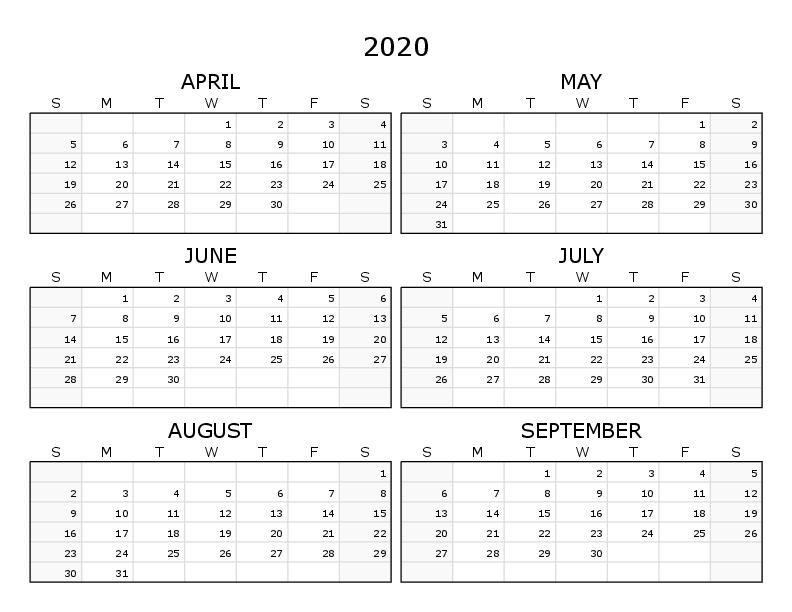 2020
APRIL
S M T W T F S
1 2 3 4
5 6 7 8 9 10 11
12 13 14 15 16 17 18
19 20 21 22 23 24 25
26 27 28 29 30
MAY
S M T W T F S
1 2
3 4 5 6 7 8 9
10 11 12 13 14 15 16
17 18 19 20 21 22 23
24 25 26 27 28 29 30
31
JUNE
S M T W T F S
1 2 3 4 5 6
7 8 9 10 11 12 13
14 15 16 17 18 19 20
21 22 23 24 25 26 27
28 29 30
JULY
S M T W T F S
1 2 3 4
5 6 7 8 9 10 11
12 13 14 15 16 17 18
19 20 21 22 23 24 25
26 27 28 29 30 31
AUGUST
S M T W T F S
1
2 3 4 5 6 7 8
9 10 11 12 13 14 15
16 17 18 19 20 21 22
23 24 25 26 27 28 29
30 31
SEPTEMBER
S M T W T F S
1 2 3 4 5
6 7 8 9 10 11 12
13 14 15 16 17 18 19
20 21 22 23 24 25 26
27 28 29 30